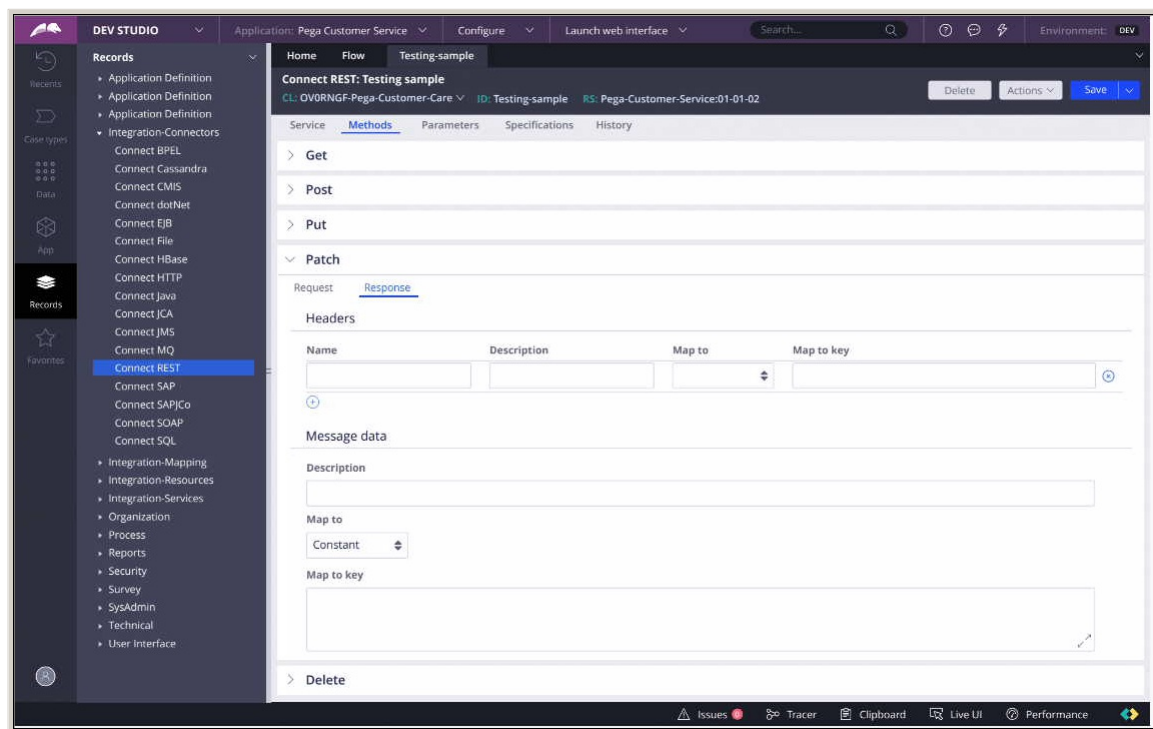 DEV STUDIO Application: Pega Customer Service Configure Launch web interface Search... Environment: DEV
Recents
Case types
Data
App
Records
Favorites
Records
Application Definition
Application Definition
Application Definition
Integration-Connectors
Connect BPEL
Connect Cassandra
Connect CMIS
Connect dotNet
Connect EJB
Connect File
Connect HBase
Connect HTTP
Connect Java
Connect JCA
Connect JMS
Connect MQ
Connect REST
Connect SAP
Connect SAPJCo
Connect SOAP
Connect SQL
Integration-Mapping
Integration-Resources
Integration-Services
Organization
Process
Reports
Security
Survey
SysAdmin
Technical
User Interface
Home Flow Testing-sample
Connect REST: Testing sample
CL: OV0RNGF-Pega-Customer-Care ID: Testing-sample RS: Pega-Customer-Service:01-01-02
Delete Actions Save
Service Methods Parameters Specifications History
Get
Post
Put
Patch
Request Response
Headers
Name Description Map to Map to key
Message data
Description
Map to
Constant
Map to key
Delete
Issues Tracer Clipboard Live UI Performance